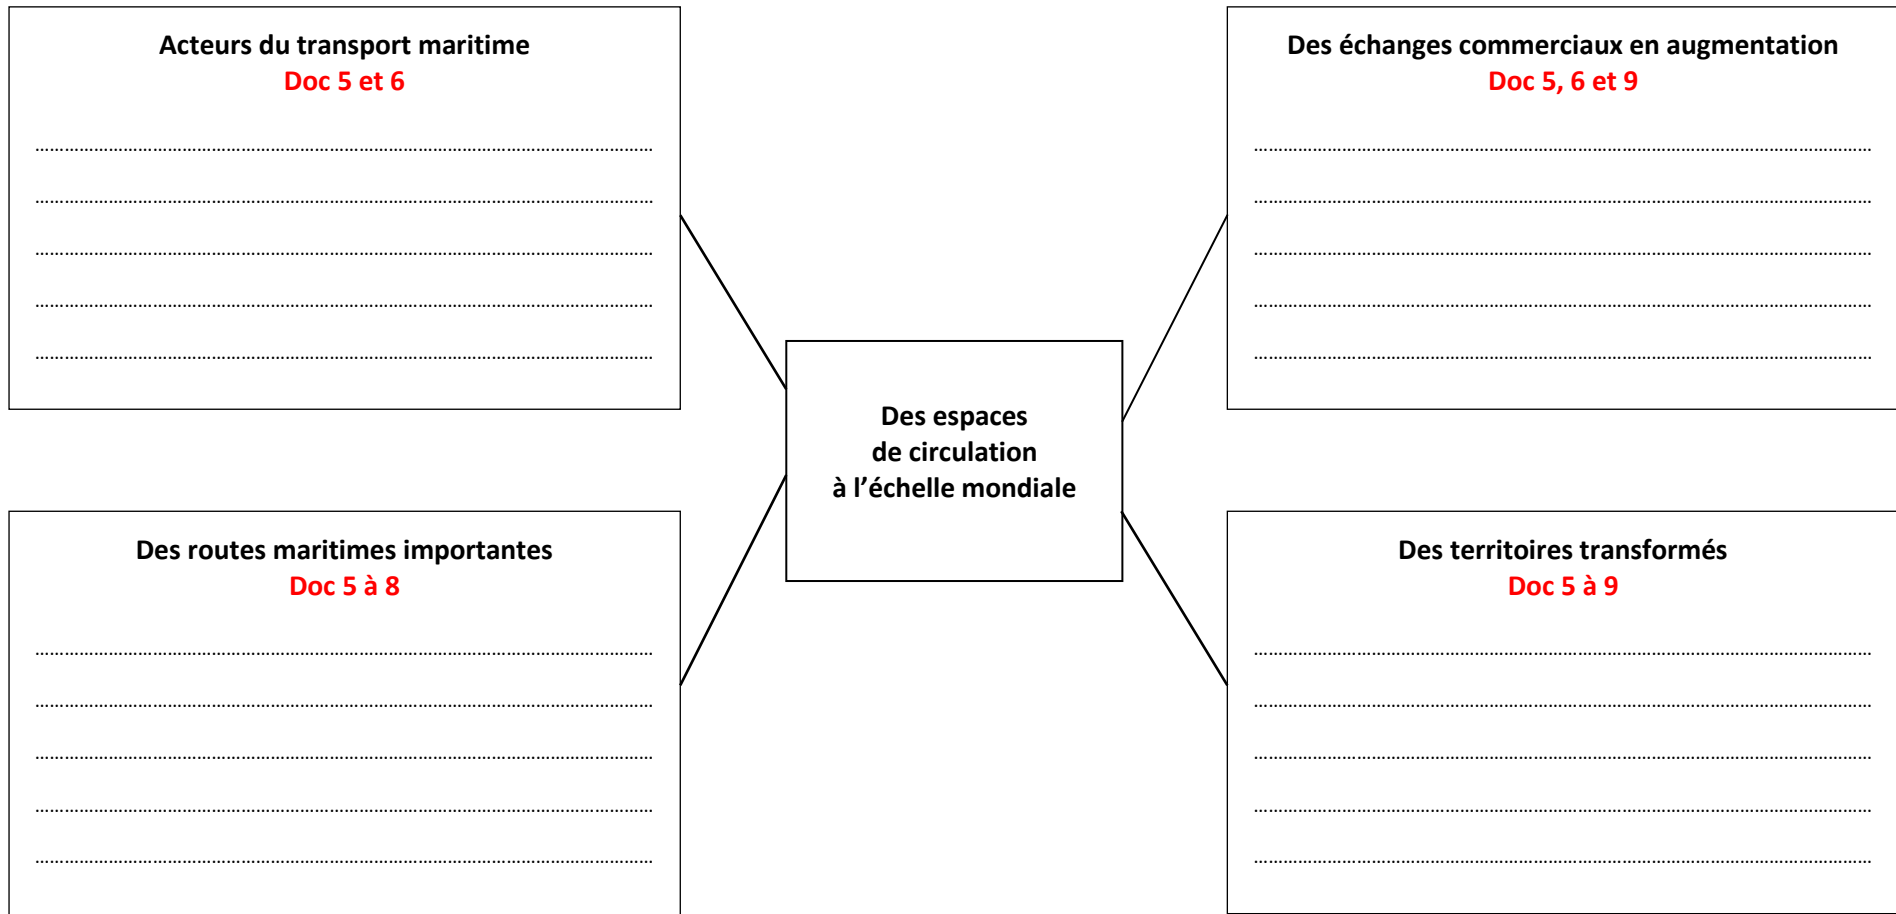 Acteurs du transport maritime
Doc 5 et 6
Des échanges commerciaux en augmentation
Doc 5, 6 et 9
Des espaces
de circulation
à l’échelle mondiale
Des routes maritimes importantes
Doc 5 à 8
Des territoires transformés
Doc 5 à 9